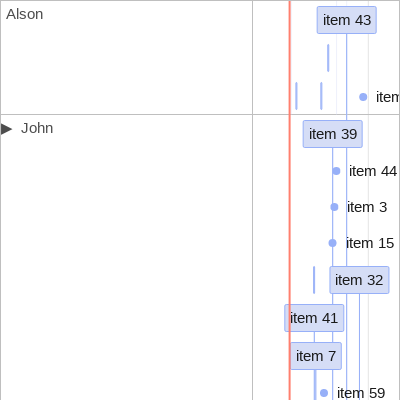 Alson
item 43
item
John
item 39
item 44
item 3
item 15
item 32
item 41
item 7
item 59